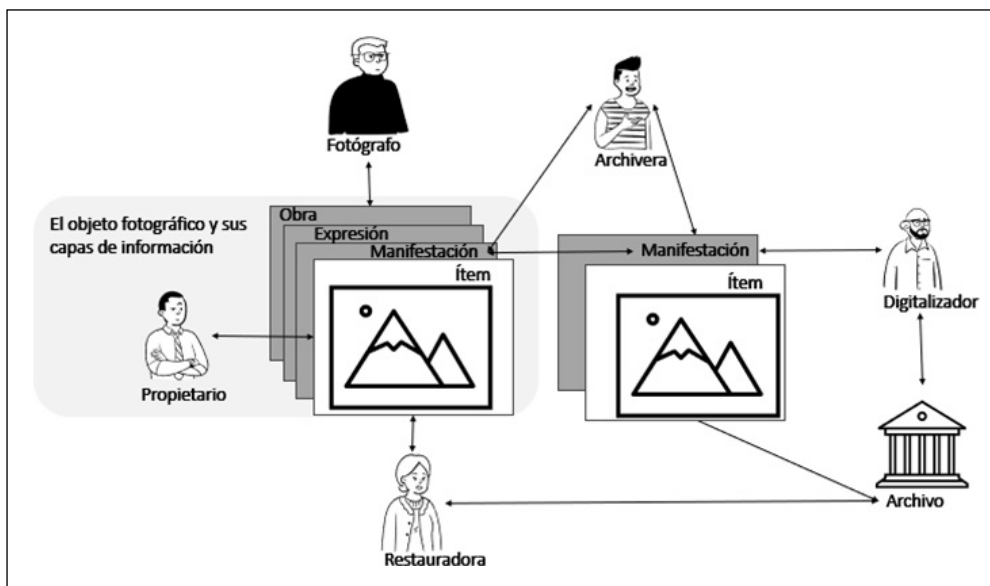 Fotógrafo
Archivera
El objeto fotográfico y sus
capas de información
Obra
Expresión
Manifestación
Ítem
Propietario
Manifestación
Ítem
Digitalizador
Restauradora
Archivo